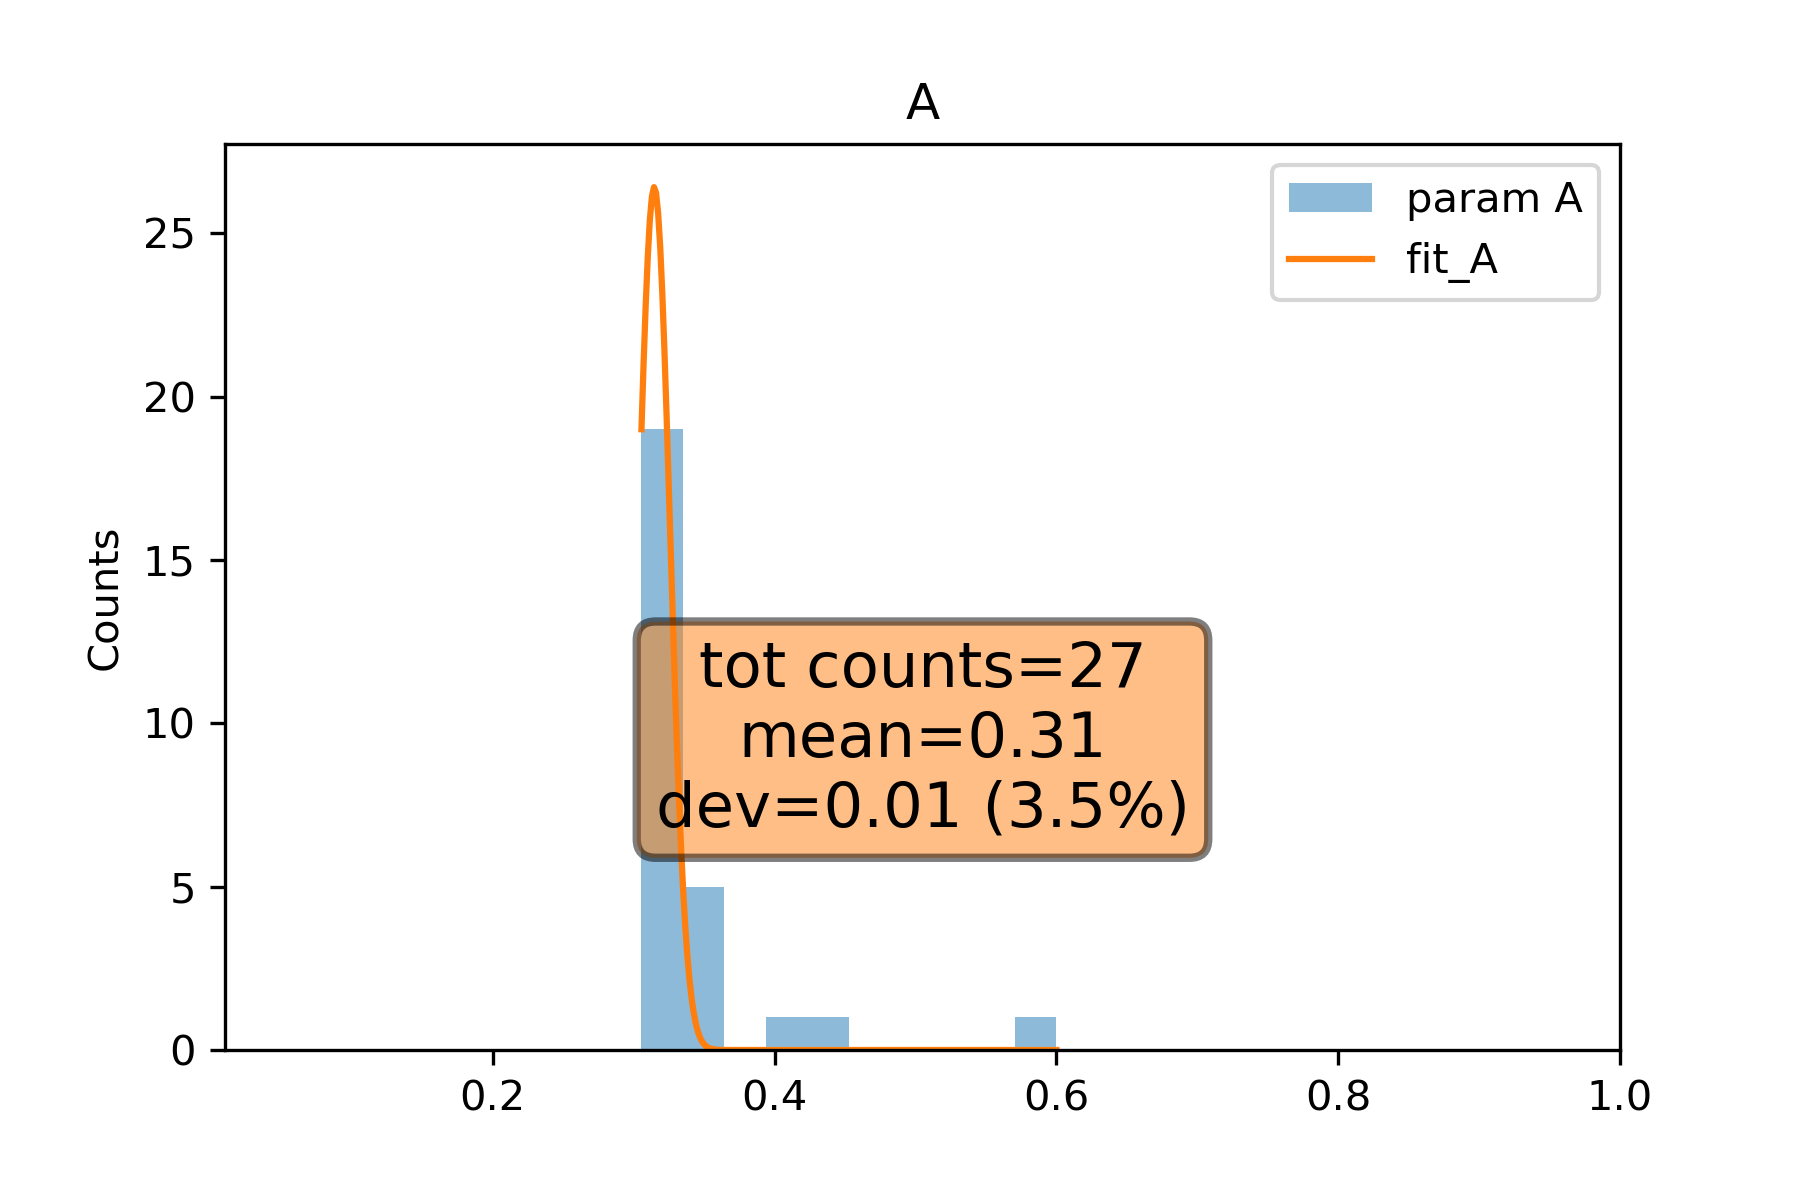 A
param A
fit_A
Counts
25
20
15
10
5
0
tot counts=27
mean=0.31
dev=0.01 (3.5%)
0.2 0.4 0.6 0.8 1.0